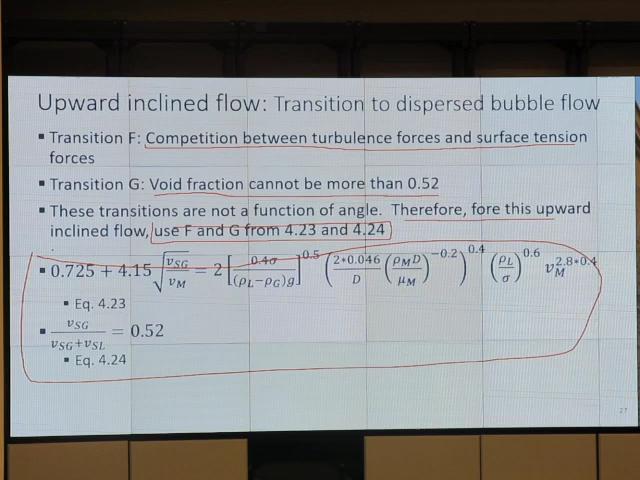 Upward inclined flow: Transition to dispersed bubble flow
▪ Transition F: Competition between turbulence forces and surface tension
forces
▪ Transition G: Void fraction cannot be more than 0.52
▪ These transitions are not a function of angle. Therefore, fore this upward
inclined flow, use F and G from 4.23 and 4.24
.
▪ 0.725 + 4.15 √(v_SG / v_M) = 2 [0.4σ / ((ρ_L−ρ_G)g)]^0.5 (2*0.046 / D (ρ_M D / μ_M)^−0.2)^0.4 (ρ_L / σ)^0.6 v_M^2.8*0.4
▪ Eq. 4.23
▪ v_SG / (v_SG+v_SL) = 0.52
▪ Eq. 4.24
27